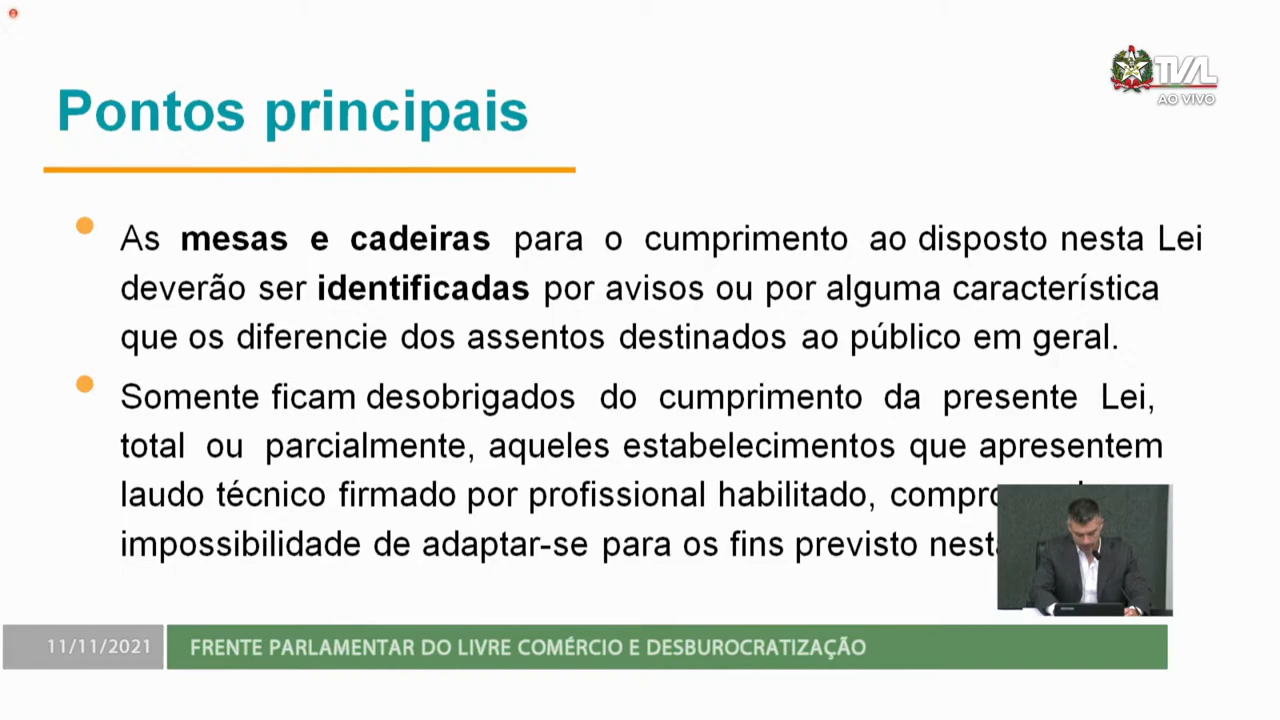 TVAL
AO VIVO
Pontos principais
As mesas e cadeiras para o cumprimento ao disposto nesta Lei
deverão ser identificadas por avisos ou por alguma característica
que os diferencie dos assentos destinados ao público em geral.
Somente ficam desobrigados do cumprimento da presente Lei,
total ou parcialmente, aqueles estabelecimentos que apresentem
laudo técnico firmado por profissional habilitado,
impossibilidade de adaptar-se para os fins previsto
11/11/2021
FRENTE PARLAMENTAR DO LIVRE COMÉRCIO E DESBUROCRATIZAÇÃO